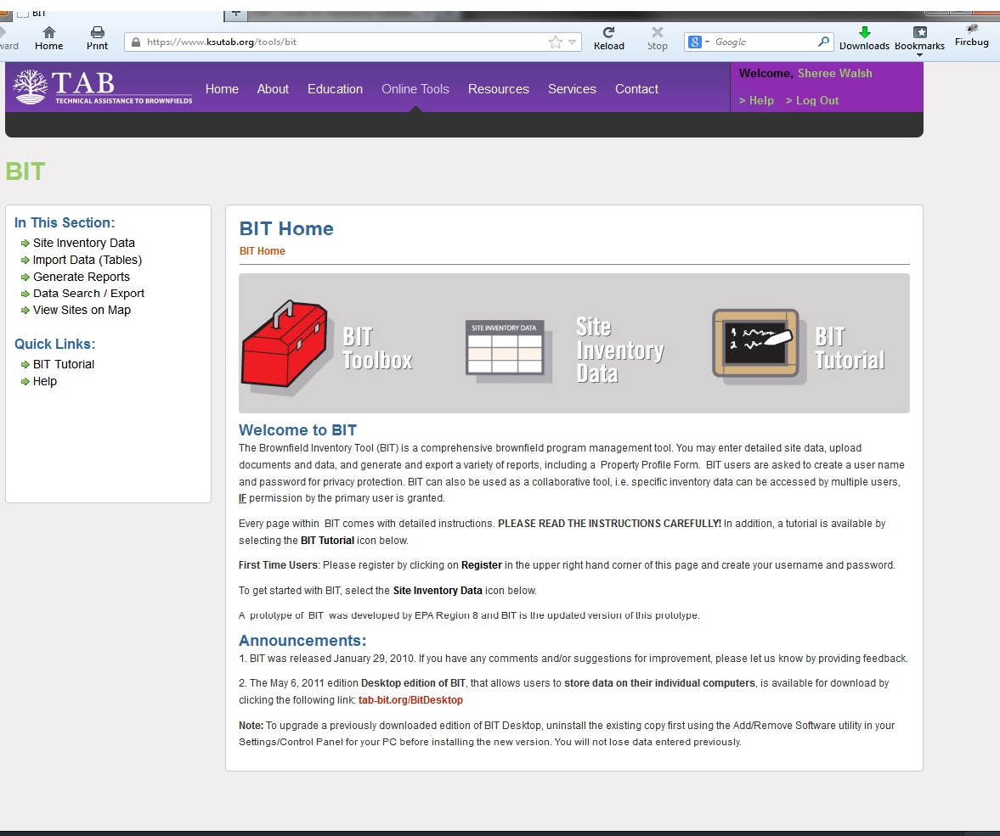 BIT
ward
Home
Print
https://www.ksutab.org/tools/bit
Reload
Stop
8
Google
Downloads
Bookmarks
Firebug
TAB
TECHNICAL ASSISTANCE TO BROWNFIELDS
Home About Education Online Tools Resources Services Contact
Welcome, Sheree Walsh
> Help > Log Out
BIT
In This Section:
Site Inventory Data
Import Data (Tables)
Generate Reports
Data Search / Export
View Sites on Map
Quick Links:
BIT Tutorial
Help
BIT Home
BIT Home
BIT
Toolbox
SITE INVENTORY DATA
Site
Inventory
Data
1
2
BIT
Tutorial
Welcome to BIT
The Brownfield Inventory Tool (BIT) is a comprehensive brownfield program management tool. You may enter detailed site data, upload
documents and data, and generate and export a variety of reports, including a Property Profile Form. BIT users are asked to create a user name
and password for privacy protection. BIT can also be used as a collaborative tool, i.e. specific inventory data can be accessed by multiple users,
IF permission by the primary user is granted.
Every page within BIT comes with detailed instructions. PLEASE READ THE INSTRUCTIONS CAREFULLY! In addition, a tutorial is available by
selecting the BIT Tutorial icon below.
First Time Users: Please register by clicking on Register in the upper right hand corner of this page and create your username and password.
To get started with BIT, select the Site Inventory Data icon below.
A prototype of BIT was developed by EPA Region 8 and BIT is the updated version of this prototype.
Announcements:
1. BIT was released January 29, 2010. If you have any comments and/or suggestions for improvement, please let us know by providing feedback.
2. The May 6, 2011 edition Desktop edition of BIT, that allows users to store data on their individual computers, is available for download by
clicking the following link: tab-bit.org/BitDesktop
Note: To upgrade a previously downloaded edition of BIT Desktop, uninstall the existing copy first using the Add/Remove Software utility in your
Settings/Control Panel for your PC before installing the new version. You will not lose data entered previously.